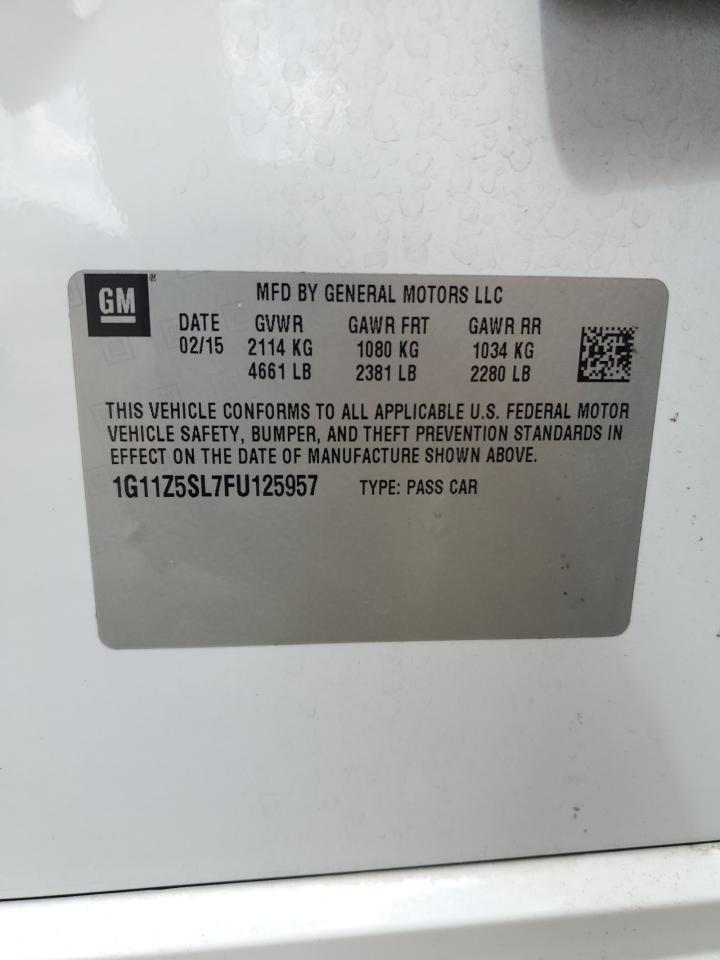 GM®
MFD BY GENERAL MOTORS LLC
DATE GVWR GAWR FRT GAWR RR
02/15 2114 KG 1080 KG 1034 KG
4661 LB 2381 LB 2280 LB
THIS VEHICLE CONFORMS TO ALL APPLICABLE U.S. FEDERAL MOTOR
VEHICLE SAFETY, BUMPER, AND THEFT PREVENTION STANDARDS IN
EFFECT ON THE DATE OF MANUFACTURE SHOWN ABOVE.
1G11Z5SL7FU125957 TYPE: PASS CAR